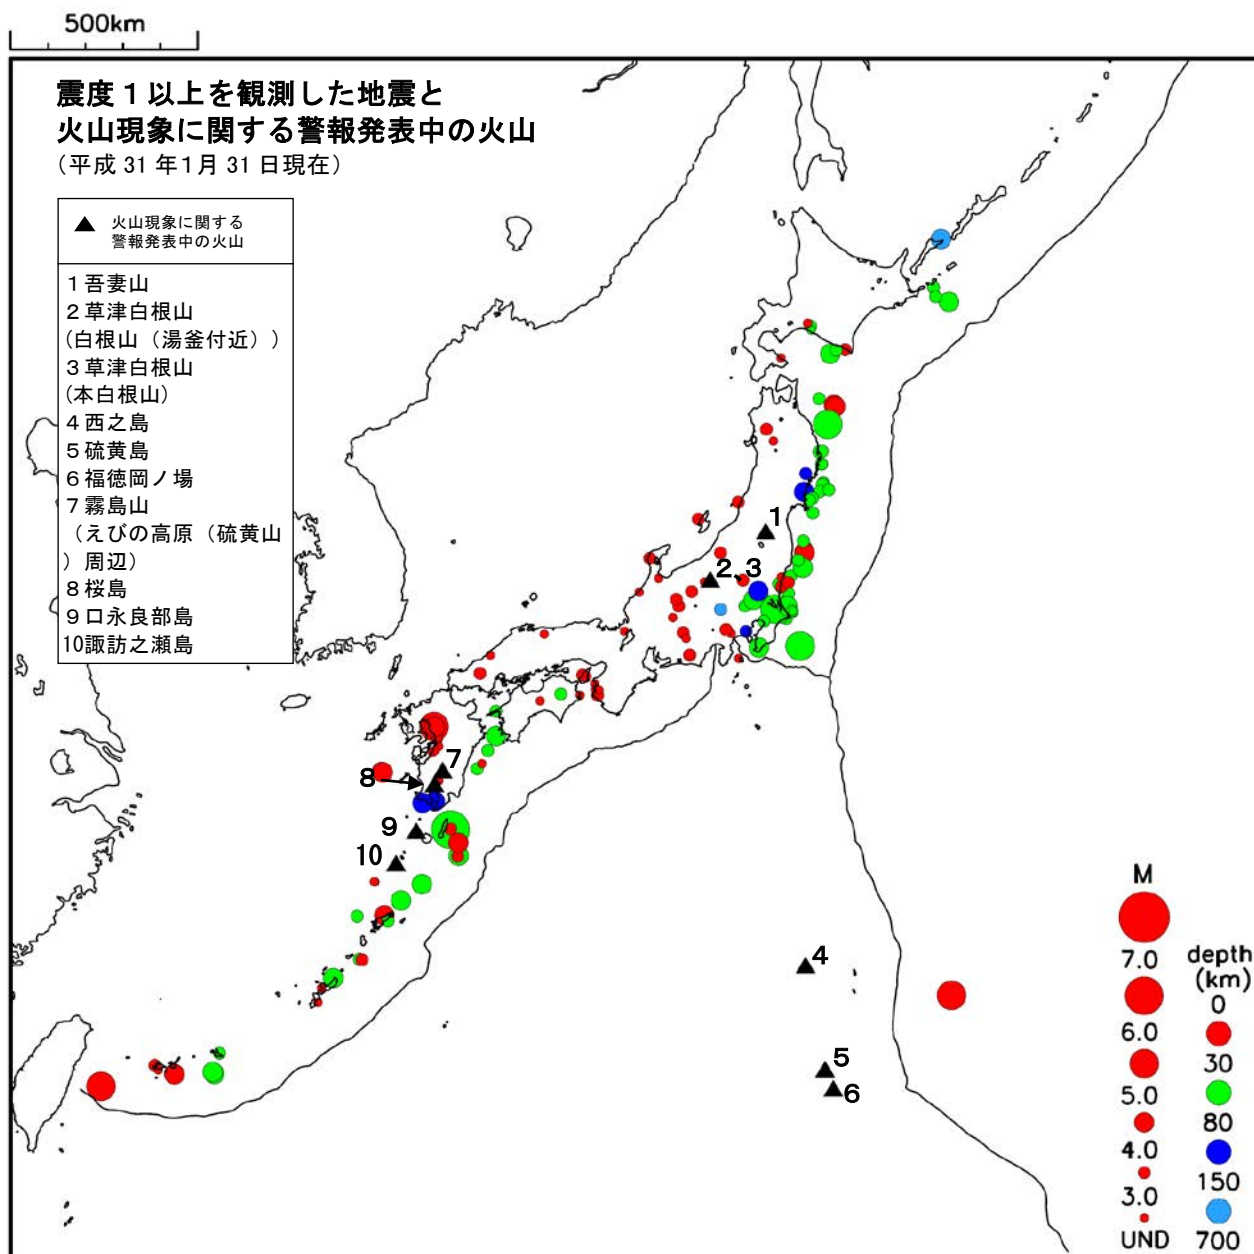 500km
震度１以上を観測した地震と
火山現象に関する警報発表中の火山
（平成 31 年1月 31 日現在）
▲ 火山現象に関する
警報発表中の火山
１吾妻山
２草津白根山
(白根山（湯釜付近）)
３草津白根山
(本白根山)
４西之島
５硫黄島
６福徳岡ノ場
７霧島山
（えびの高原（硫黄山
）周辺）
８桜島
９口永良部島
10諏訪之瀬島
1
2、3
7
8
9
10
4
5
6
M
7.0
6.0
5.0
4.0
3.0
UND
depth
(km)
0
30
80
150
700